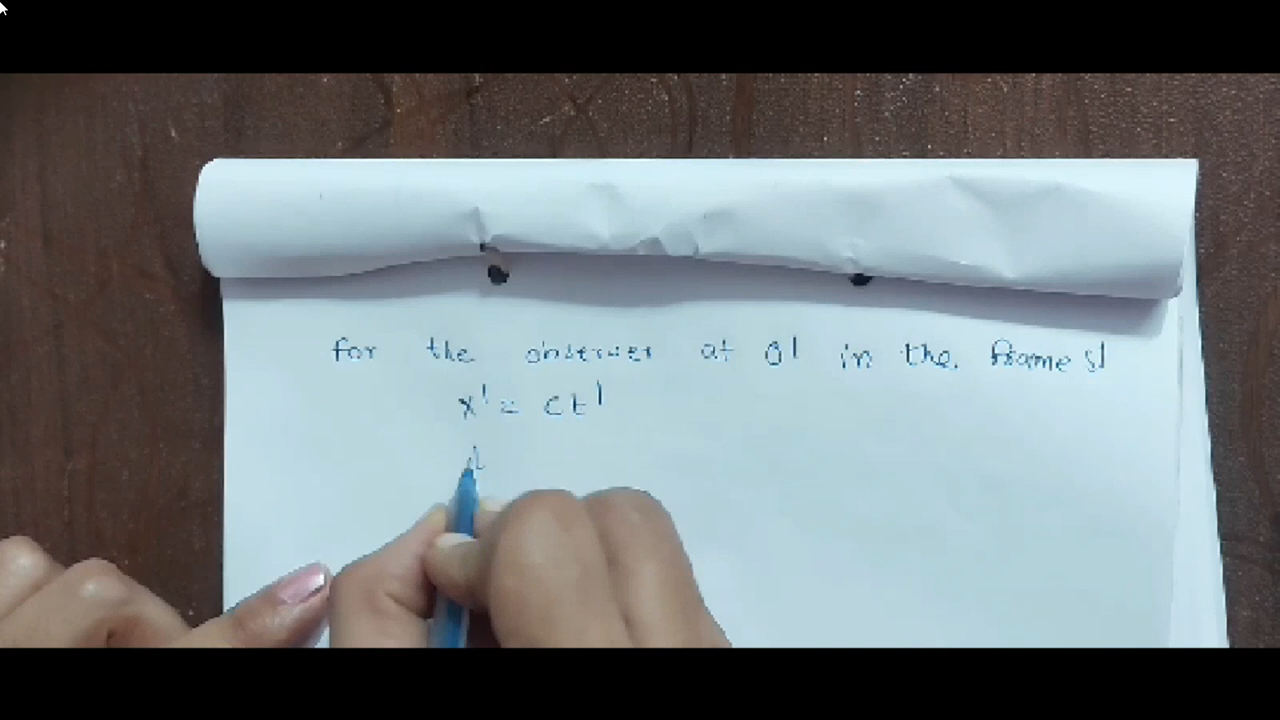 for the observer at O' in the frame S'
x' = ct'